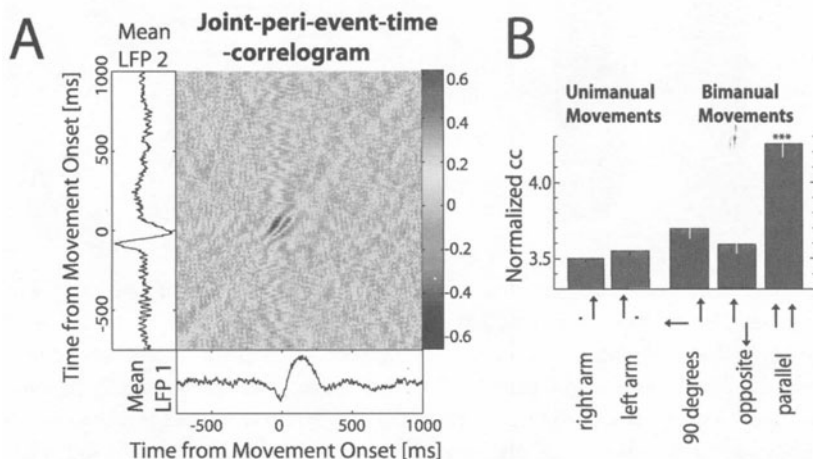 A
Joint-peri-event-time
-correlogram
Mean
LFP 2
Time from Movement Onset [ms]
1000
500
0
-500
0.6
0.4
0.2
0
-0.2
-0.4
-0.6
Mean
LFP 1
-500
0
500
1000
Time from Movement Onset [ms]
B
Unimanual
Movements
Bimanual
Movements
***
Normalized cc
4.0
3.5
right arm
left arm
90 degrees
opposite
parallel